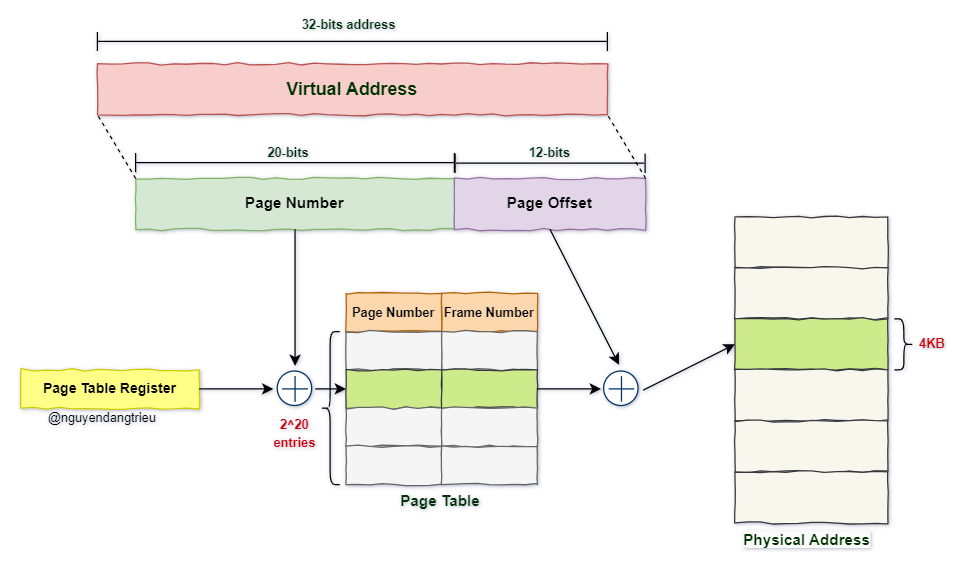 32-bits address
Virtual Address
20-bits
12-bits
Page Number
Page Offset
Page Number
Frame Number
Page Table Register
@nguyendangtrieu
2^20
entries
4KB
Page Table
Physical Address